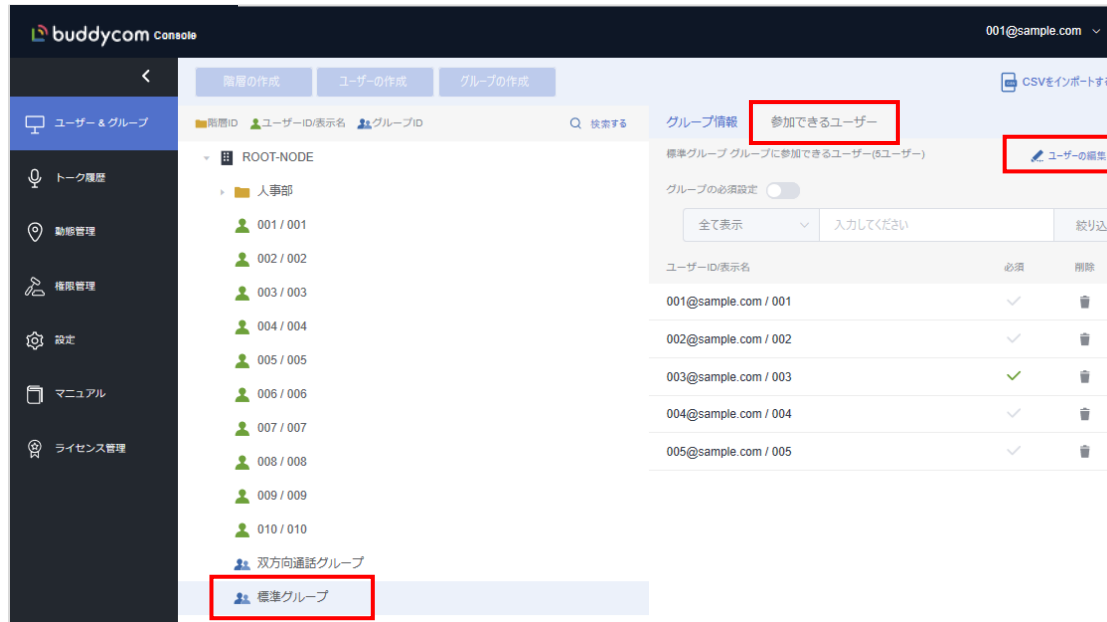 buddycom Console
001@sample.com
階層の作成 ユーザーの作成 グループの作成
CSVをインポートする
ユーザー & グループ
トーク履歴
動態管理
権限管理
設定
マニュアル
ライセンス管理
階層ID ユーザーID/表示名 グループID
検索する
ROOT-NODE
人事部
001 / 001
002 / 002
003 / 003
004 / 004
005 / 005
006 / 006
007 / 007
008 / 008
009 / 009
010 / 010
双方向通話グループ
標準グループ
グループ情報 参加できるユーザー
標準グループ グループに参加できるユーザー(5ユーザー)
ユーザーの編集
グループの必須設定
全て表示 入力してください 絞り込
ユーザーID/表示名 必須 削除
001@sample.com / 001
002@sample.com / 002
003@sample.com / 003
004@sample.com / 004
005@sample.com / 005